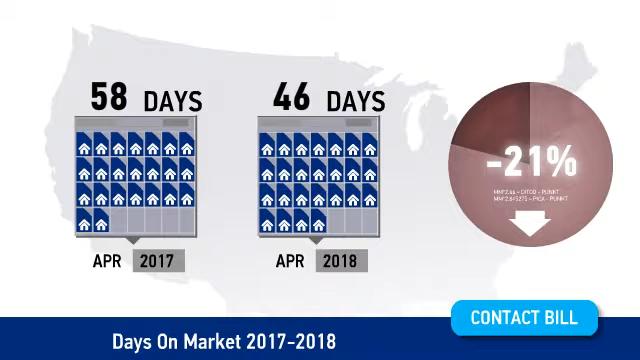 58 DAYS
46 DAYS
-21%
APR 2017
APR 2018
CONTACT BILL
Days On Market 2017-2018